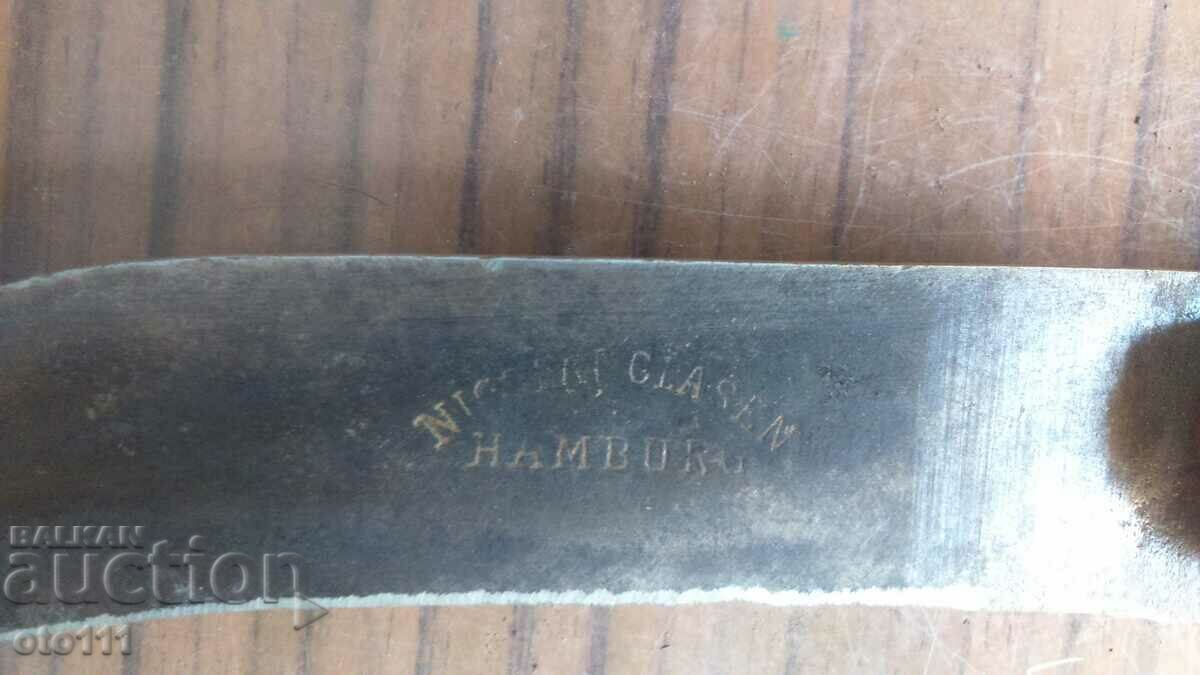 CLASEN
HAMBURG
BALKAN
auction
oto111